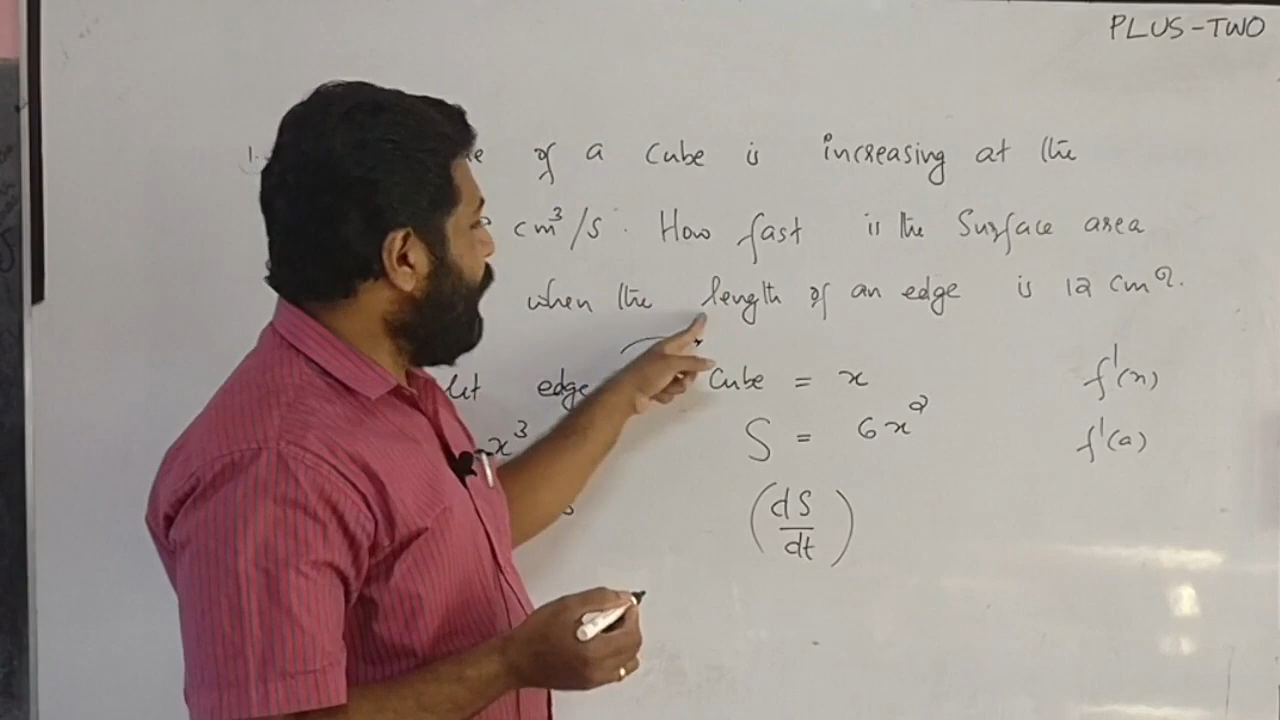 PLUS-TWO
1. of a cube is increasing at the
cm³/s. How fast is the surface area
when the length of an edge is 12 cm?.
let edge cube = x f'(x)
x³ S = 6x² f'(a)
(dS/dt)